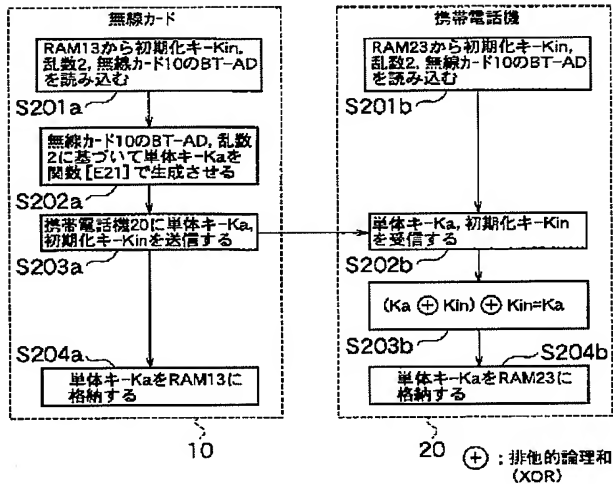 無線カード
RAM13から初期化キーKin,
乱数2, 無線カード10のBT-AD
を読み込む
S201a
無線カード10のBT-AD, 乱数
2に基づいて単体キーKaを
関数[E21]で生成させる
S202a
携帯電話機20に単体キーKa,
初期化キーKinを送信する
S203a
S204a
単体キーKaをRAM13に
格納する
10
携帯電話機
RAM23から初期化キーKin,
乱数2, 無線カード10のBT-AD
を読み込む
S201b
単体キーKa, 初期化キーKin
を受信する
S202b
(Ka ⊕ Kin) ⊕ Kin=Ka
S203b
S204b
単体キーKaをRAM23に
格納する
20
⊕ : 排他的論理和
(XOR)